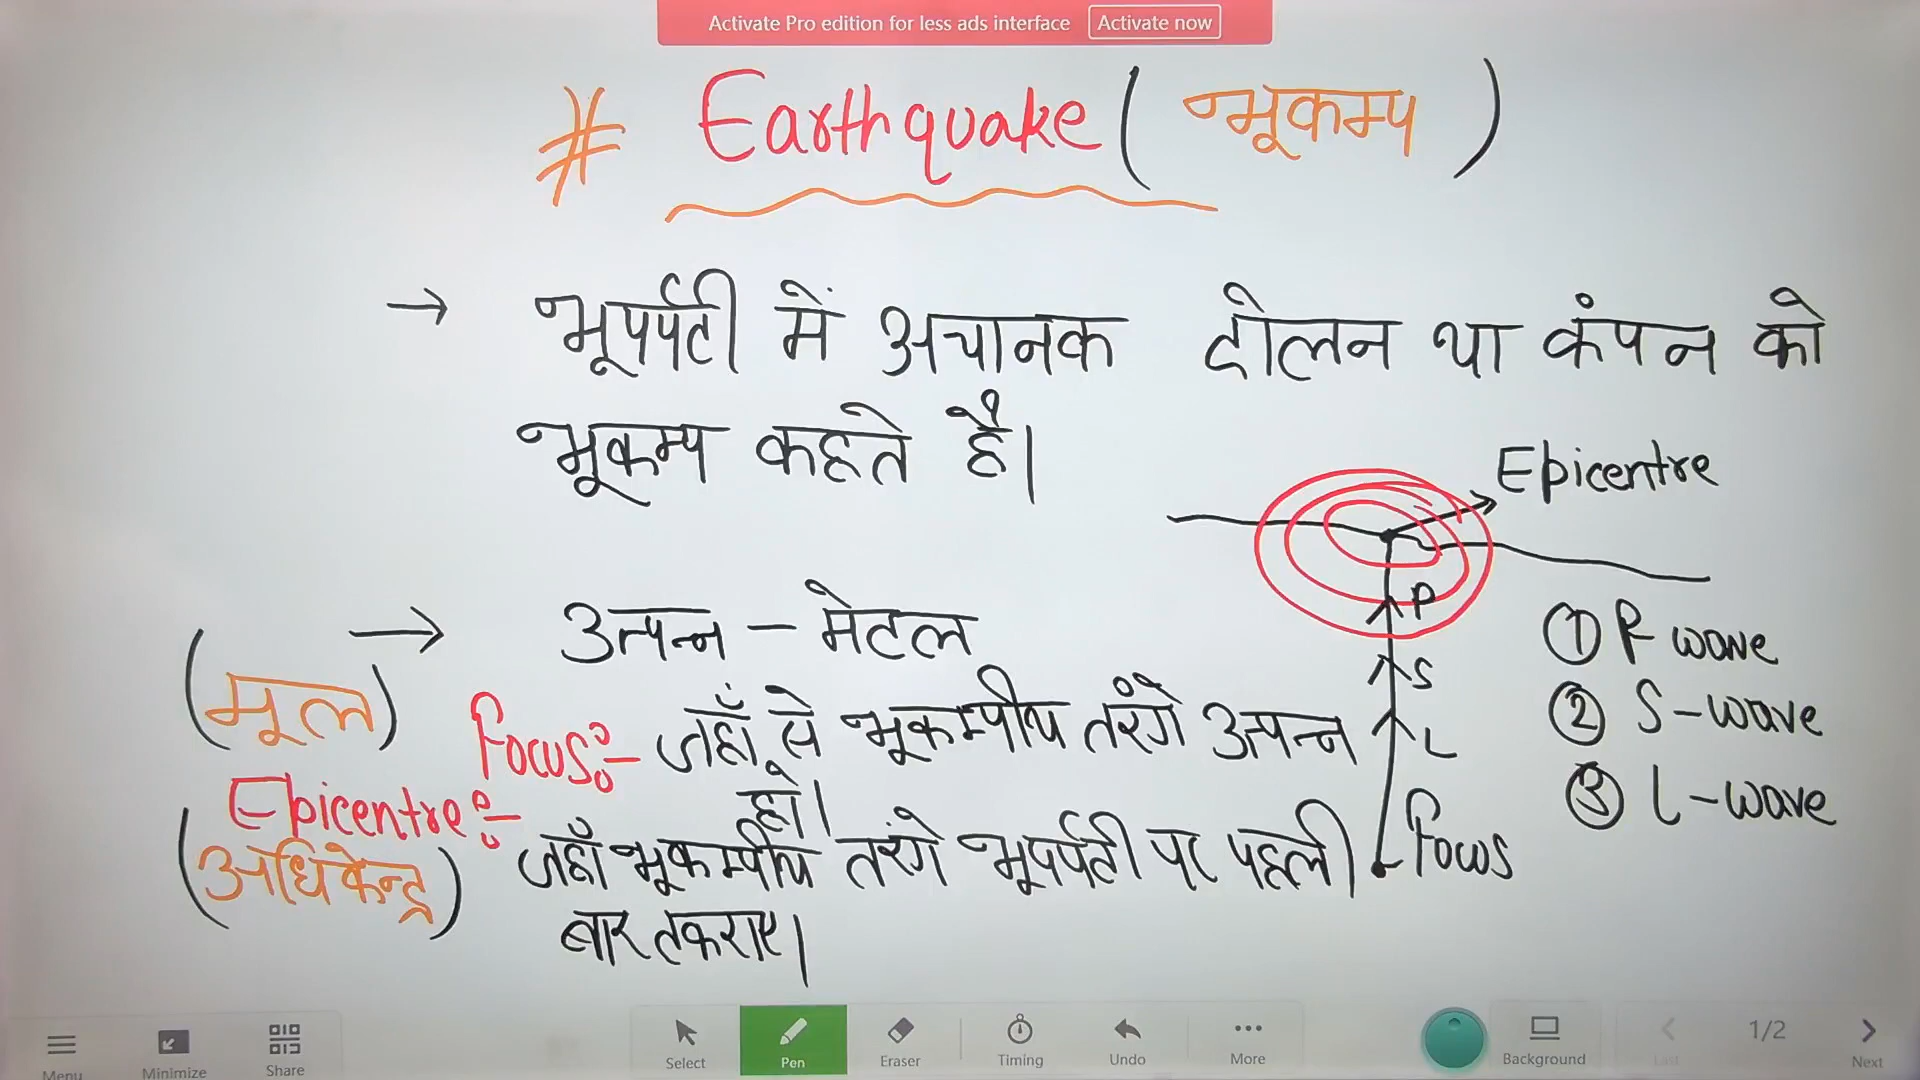 Activate Pro edition for less ads interface Activate now
# Earthquake (भूकम्प)
→ भूपर्पटी में अचानक दोलन या कंपन को
भूकम्प कहते है।
Epicentre
→ उत्पन्न – मेंटल
(मूल)
Focus:- जहाँ से भूकम्पीय तरंगे उत्पन्न
हो।
Epicentre:- जहाँ भूकम्पीय तरंगे भूपर्पटी पर पहली
(अधिकेन्द्र)
बार टकराए।
P
S
L
Focus
① P wave
② S-wave
③ L-wave
Menu Minimize Share Select Pen Eraser Timing Undo More Background Last 1/2 Next